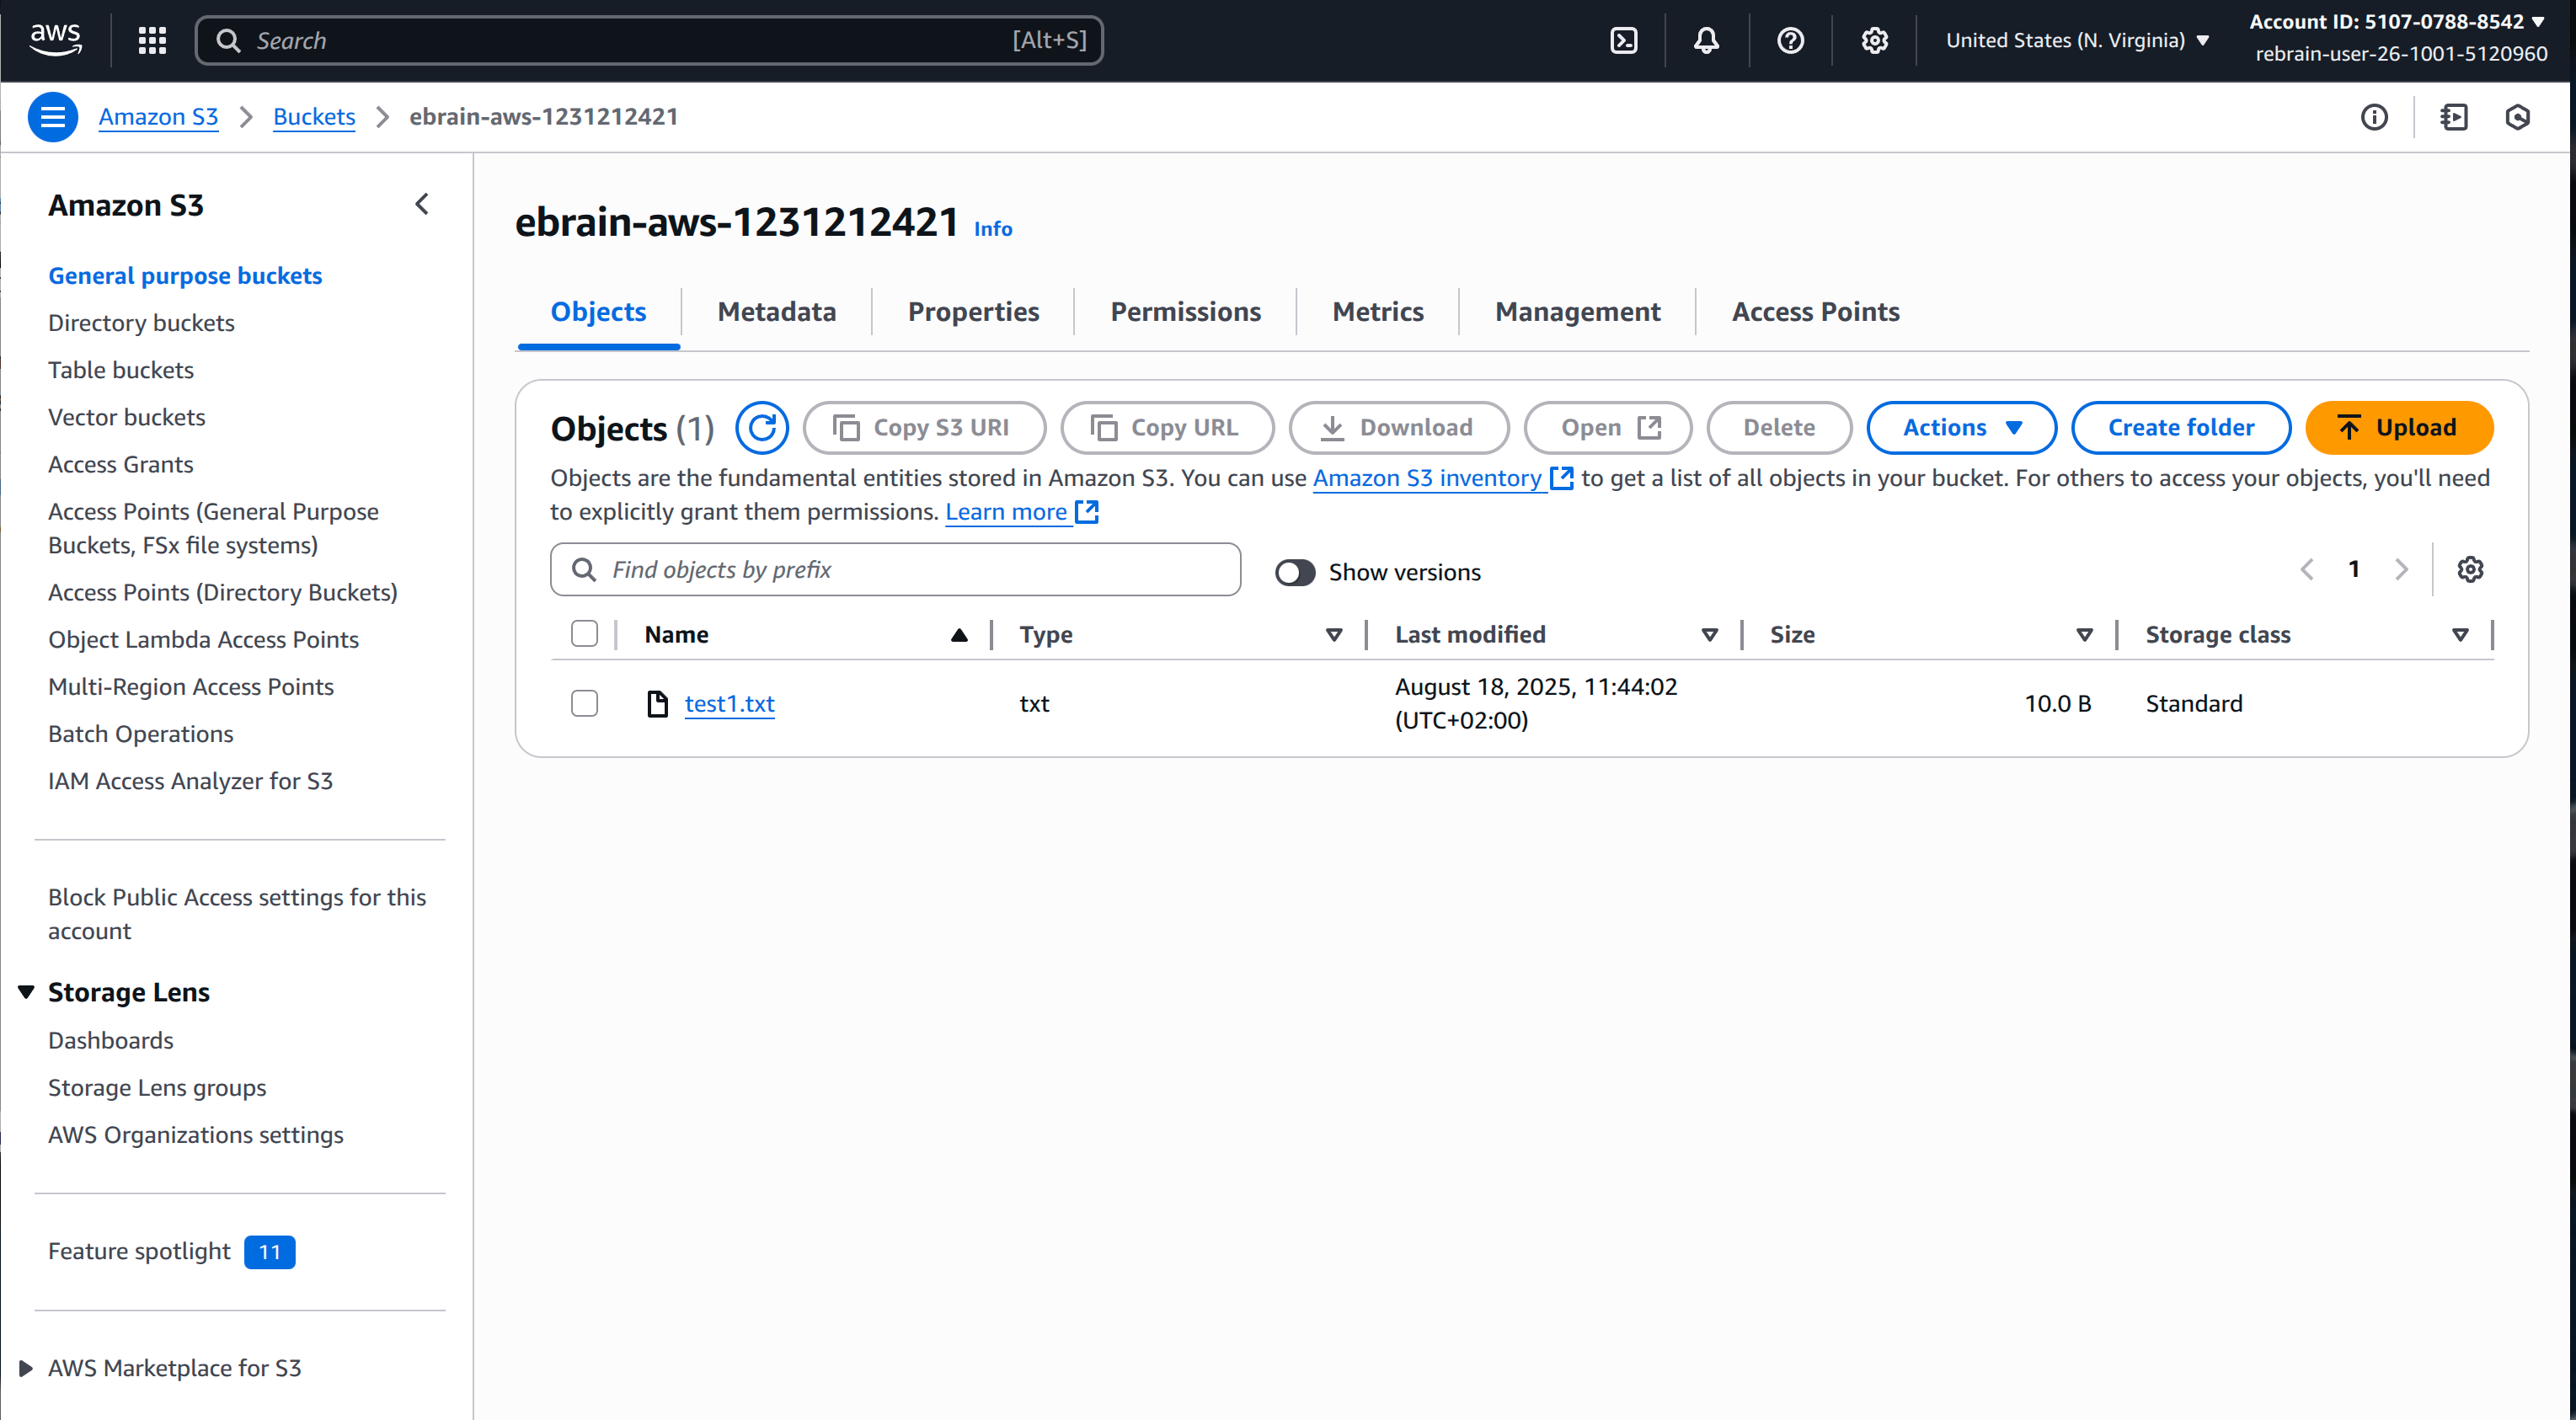 aws
Search
[Alt+S]
United States (N. Virginia)
Account ID: 5107-0788-8542
rebrain-user-26-1001-5120960
Amazon S3
Buckets
ebrain-aws-1231212421
Amazon S3
General purpose buckets
Directory buckets
Table buckets
Vector buckets
Access Grants
Access Points (General Purpose
Buckets, FSx file systems)
Access Points (Directory Buckets)
Object Lambda Access Points
Multi-Region Access Points
Batch Operations
IAM Access Analyzer for S3
Block Public Access settings for this
account
Storage Lens
Dashboards
Storage Lens groups
AWS Organizations settings
Feature spotlight 11
AWS Marketplace for S3
ebrain-aws-1231212421 Info
Objects
Metadata
Properties
Permissions
Metrics
Management
Access Points
Objects (1)
Copy S3 URI
Copy URL
Download
Open
Delete
Actions
Create folder
Upload
Objects are the fundamental entities stored in Amazon S3. You can use Amazon S3 inventory to get a list of all objects in your bucket. For others to access your objects, you'll need
to explicitly grant them permissions. Learn more
Find objects by prefix
Show versions
1
Name
Type
Last modified
Size
Storage class
test1.txt
txt
August 18, 2025, 11:44:02
(UTC+02:00)
10.0 B
Standard